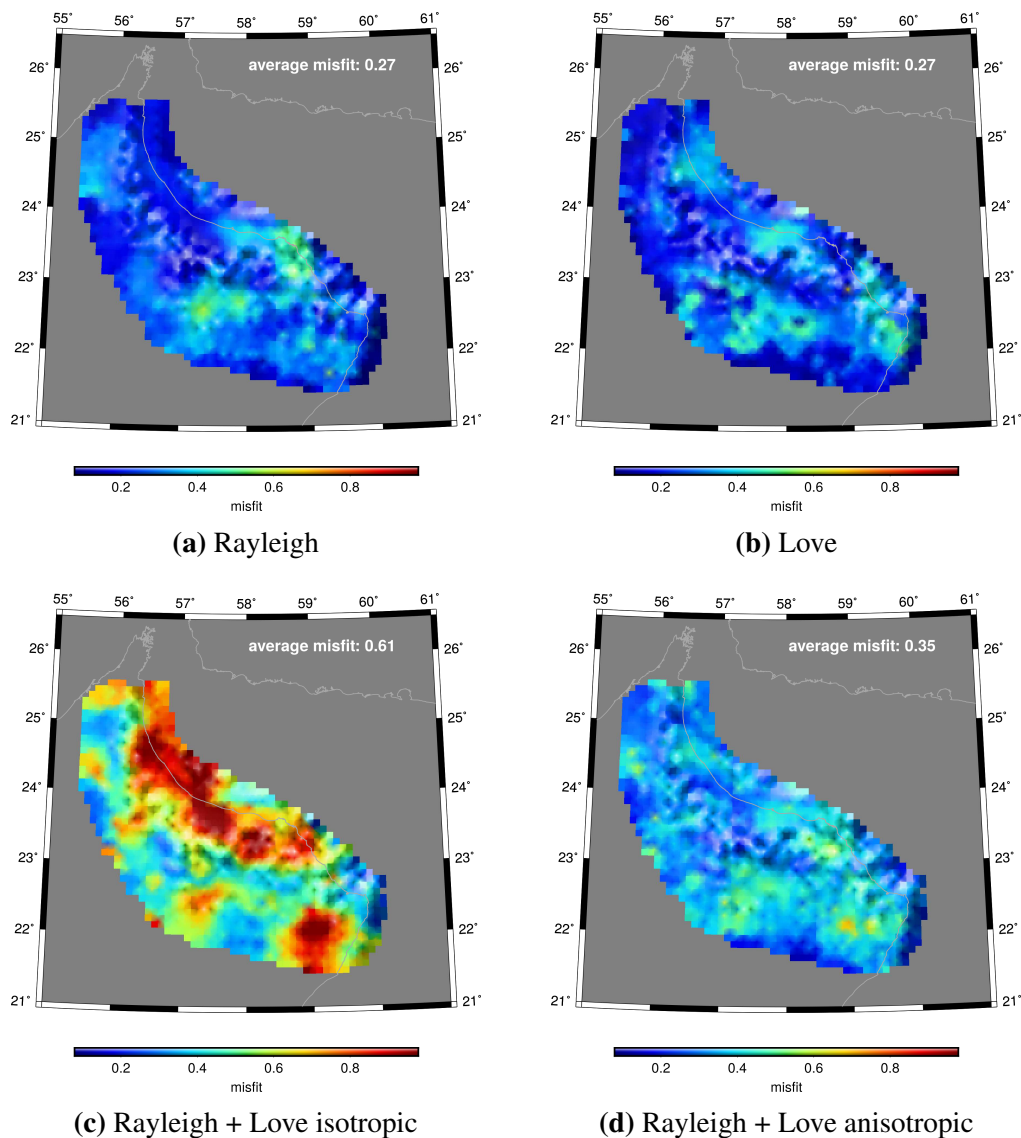 55° 56° 57° 58° 59° 60° 61°
average misfit: 0.27
26° 26°
25° 25°
24° 24°
23° 23°
22° 22°
21° 21°
0.2 0.4 0.6 0.8
misfit
(a) Rayleigh
55° 56° 57° 58° 59° 60° 61°
average misfit: 0.27
26° 26°
25° 25°
24° 24°
23° 23°
22° 22°
21° 21°
0.2 0.4 0.6 0.8
misfit
(b) Love
55° 56° 57° 58° 59° 60° 61°
average misfit: 0.61
26° 26°
25° 25°
24° 24°
23° 23°
22° 22°
21° 21°
0.2 0.4 0.6 0.8
misfit
(c) Rayleigh + Love isotropic
55° 56° 57° 58° 59° 60° 61°
average misfit: 0.35
26° 26°
25° 25°
24° 24°
23° 23°
22° 22°
21° 21°
0.2 0.4 0.6 0.8
misfit
(d) Rayleigh + Love anisotropic